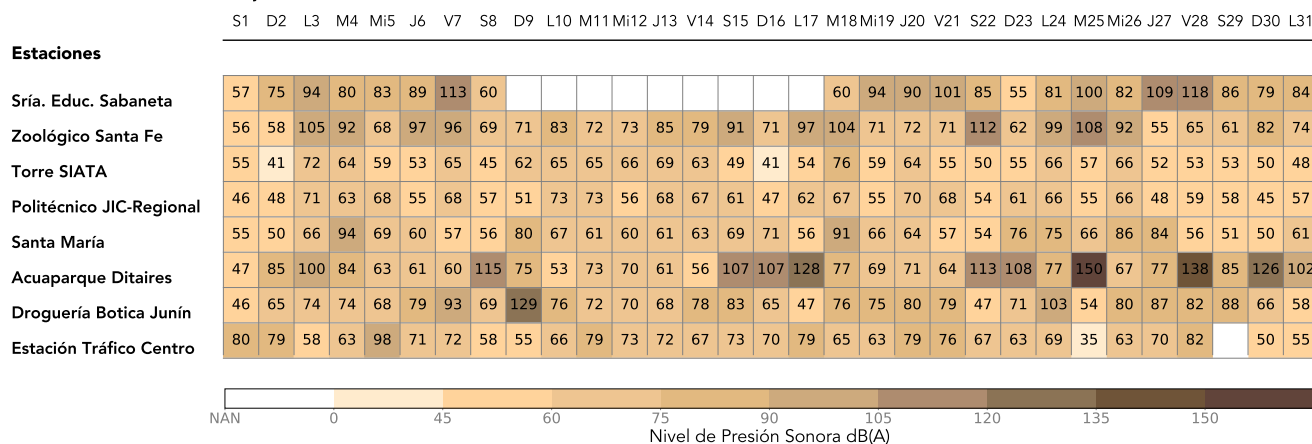 S1 D2 L3 M4 Mi5 J6 V7 S8 D9 L10 M11 Mi12 J13 V14 S15 D16 L17 M18 Mi19 J20 V21 S22 D23 L24 M25 Mi26 J27 V28 S29 D30 L31
Estaciones
Sría. Educ. Sabaneta 57 75 94 80 83 89 113 60 60 94 90 101 85 55 81 100 82 109 118 86 79 84
Zoológico Santa Fe 56 58 105 92 68 97 96 69 71 83 72 73 85 79 91 71 97 104 71 72 71 112 62 99 108 92 55 65 61 82 74
Torre SIATA 55 41 72 64 59 53 65 45 62 65 65 66 69 63 49 41 54 76 59 64 55 50 55 66 57 66 52 53 53 50 48
Politécnico JIC-Regional 46 48 71 63 68 55 68 57 51 73 73 56 68 67 61 47 62 67 55 70 68 54 61 66 55 66 48 59 58 45 57
Santa María 55 50 66 94 69 60 57 56 80 67 61 60 61 63 69 71 56 91 66 64 57 54 76 75 66 86 84 56 51 50 61
Acuaparque Ditaires 47 85 100 84 63 61 60 115 75 53 73 70 61 56 107 107 128 77 69 71 64 113 108 77 150 67 77 138 85 126 102
Droguería Botica Junín 46 65 74 74 68 79 93 69 129 76 72 70 68 78 83 65 47 76 75 80 79 47 71 103 54 80 87 82 88 66 58
Estación Tráfico Centro 80 79 58 63 98 71 72 58 55 66 79 73 72 67 73 70 79 65 63 79 76 67 63 69 35 63 70 82 50 55
NAN 0 45 60 75 90 105 120 135 150
Nivel de Presión Sonora dB(A)